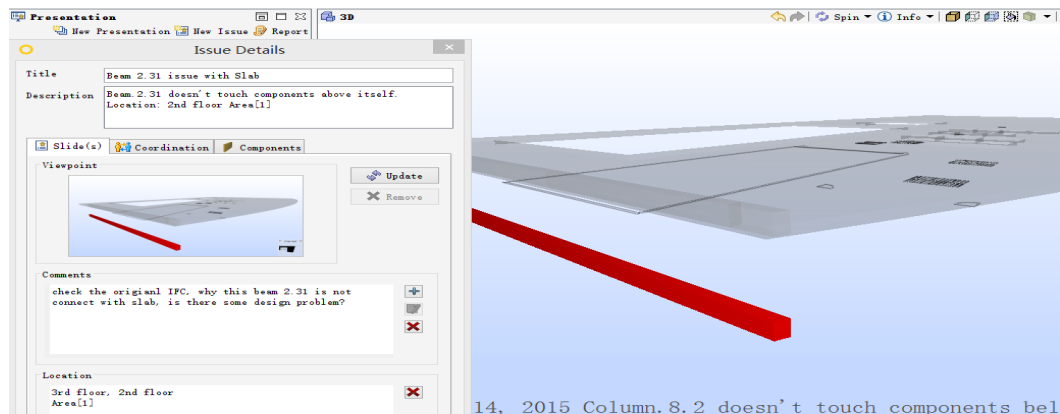 Presentation
3D
Spin
Info
New Presentation
New Issue
Report
Issue Details
Title
Beam 2.31 issue with Slab
Description
Beam.2.31 doesn't touch components above itself.
Location: 2nd floor Area[1]
Slide(s)
Coordination
Components
Viewpoint
Update
Remove
Comments
check the origianl IFC, why this beam 2.31 is not
connect with slab, is there some design problem?
Location
3rd floor, 2nd floor
Area[1]
14, 2015 Column.8.2 doesn't touch components bel